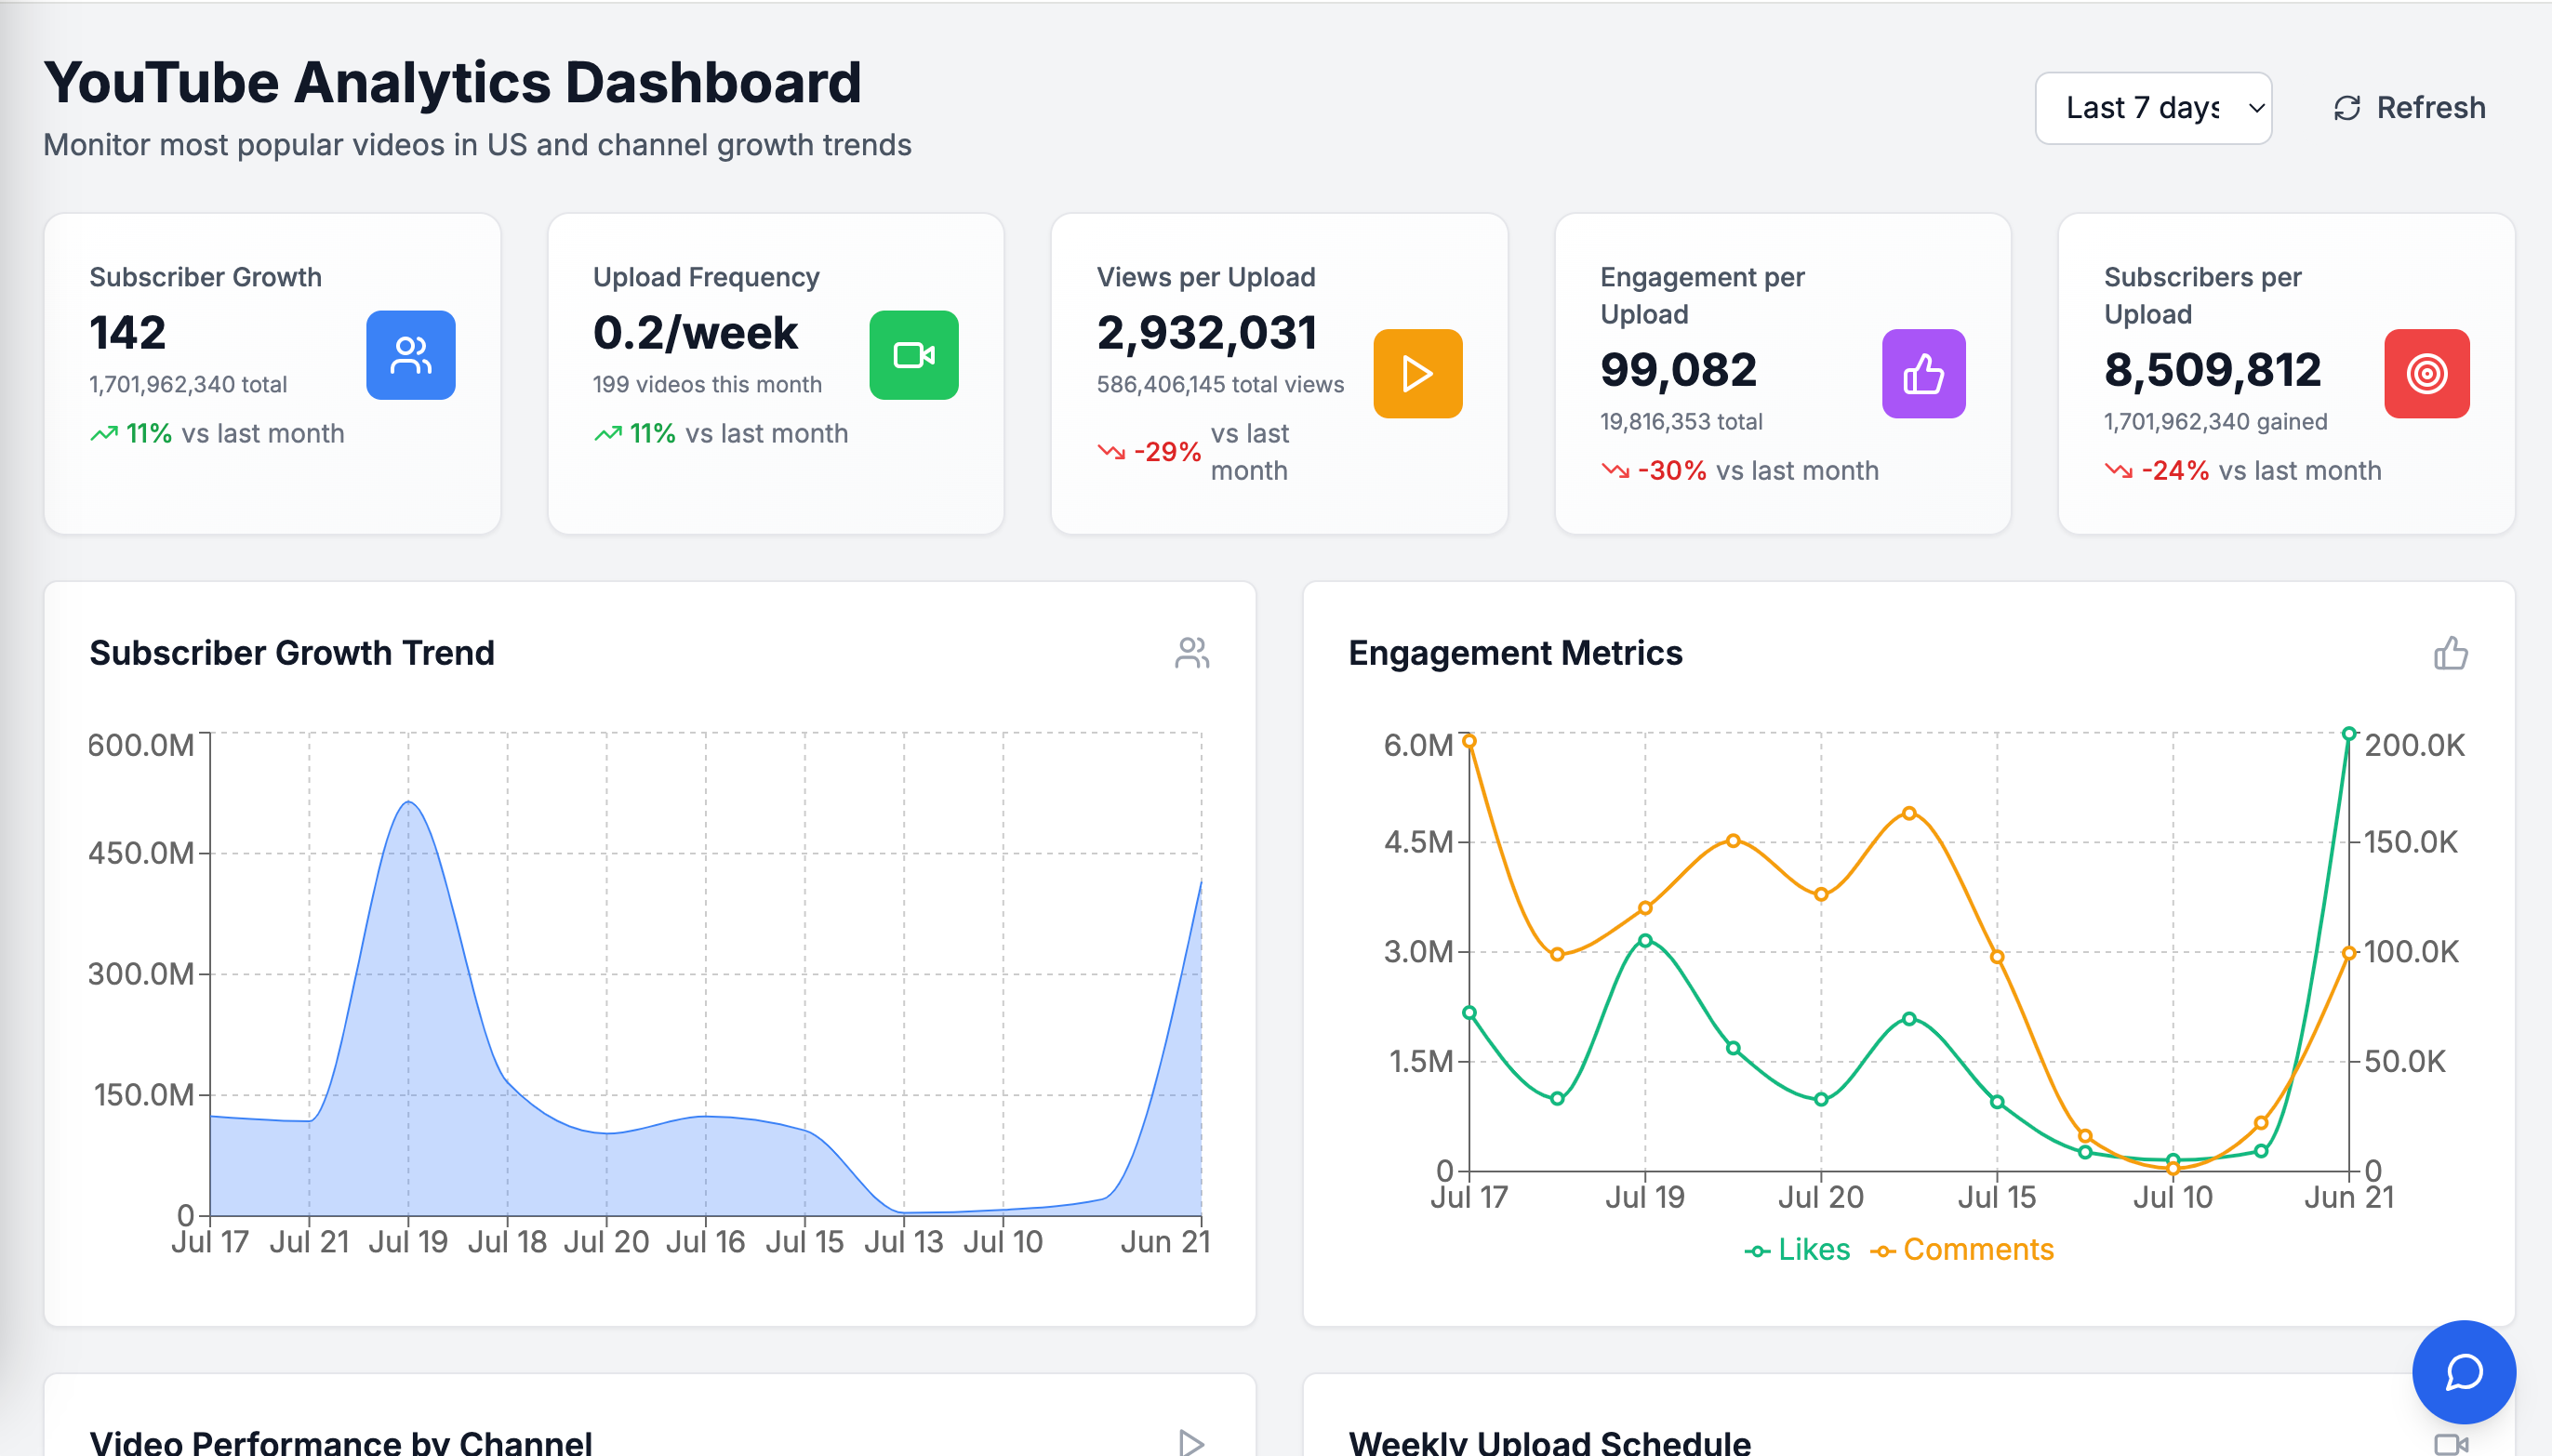 YouTube Analytics Dashboard
Monitor most popular videos in US and channel growth trends
Last 7 days
Refresh
Subscriber Growth
142
1,701,962,340 total
11% vs last month
Upload Frequency
0.2/week
199 videos this month
11% vs last month
Views per Upload
2,932,031
586,406,145 total views
-29% vs last
month
Engagement per
Upload
99,082
19,816,353 total
-30% vs last month
Subscribers per
Upload
8,509,812
1,701,962,340 gained
-24% vs last month
Subscriber Growth Trend
600.0M
450.0M
300.0M
150.0M
0
Jul 17 Jul 21 Jul 19 Jul 18 Jul 20 Jul 16 Jul 15 Jul 13 Jul 10 Jun 21
Engagement Metrics
6.0M 200.0K
4.5M 150.0K
3.0M 100.0K
1.5M 50.0K
0 0
Jul 17 Jul 19 Jul 20 Jul 15 Jul 10 Jun 21
Likes Comments
Video Performance by Channel
Weekly Upload Schedule